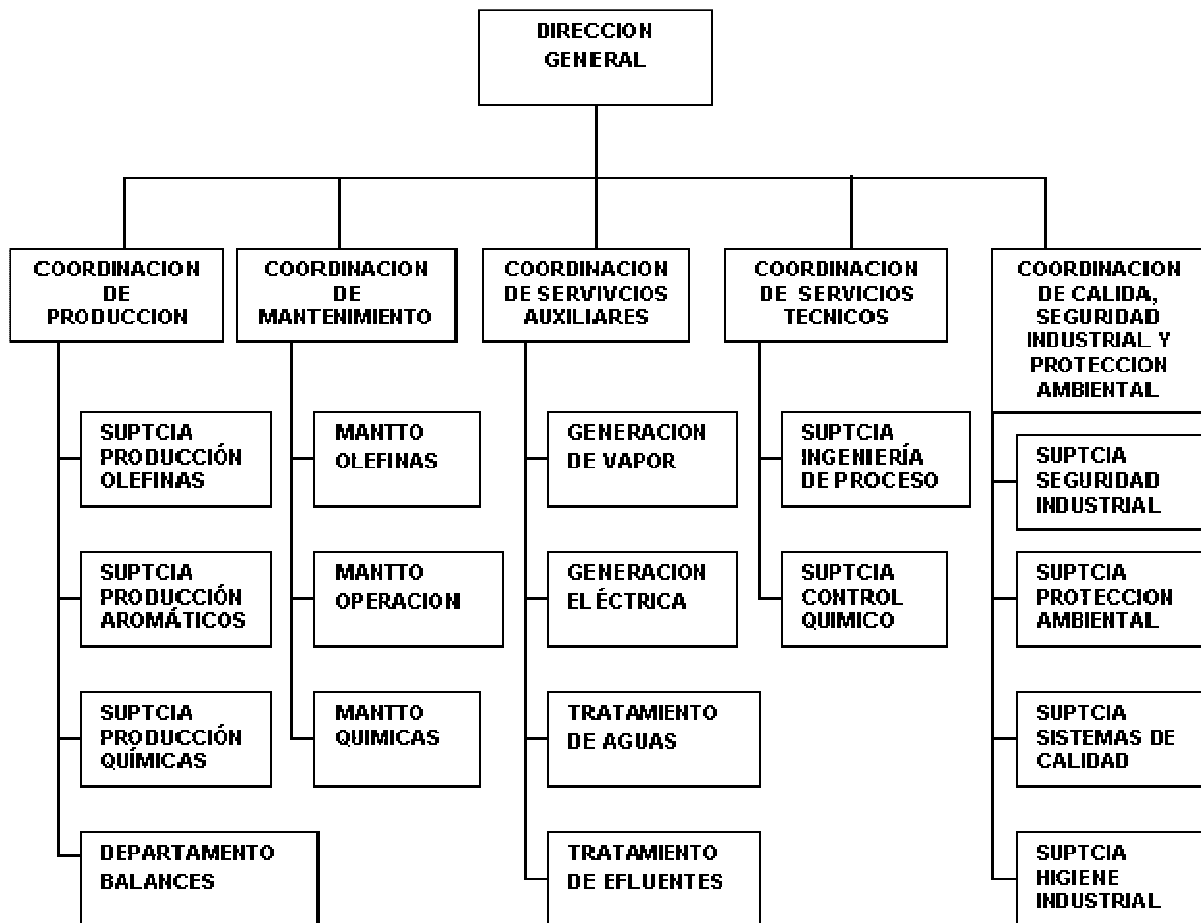 DIRECCION
GENERAL
COORDINACION
DE
PRODUCCION
COORDINACION
DE
MANTENIMIENTO
COORDINACION
DE SERVIVCIOS
AUXILIARES
COORDINACION
DE SERVICIOS
TECNICOS
COORDINACION
DE CALIDA,
SEGURIDAD
INDUSTRIAL Y
PROTECCION
AMBIENTAL
SUPTCIA
PRODUCCIÓN
OLEFINAS
SUPTCIA
PRODUCCIÓN
AROMÁTICOS
SUPTCIA
PRODUCCIÓN
QUÍMICAS
DEPARTAMENTO
BALANCES
MANTTO
OLEFINAS
MANTTO
OPERACION
MANTTO
QUIMICAS
GENERACION
DE VAPOR
GENERACION
ELÉCTRICA
TRATAMIENTO
DE AGUAS
TRATAMIENTO
DE EFLUENTES
SUPTCIA
INGENIERÍA
DE PROCESO
SUPTCIA
CONTROL
QUIMICO
SUPTCIA
SEGURIDAD
INDUSTRIAL
SUPTCIA
PROTECCION
AMBIENTAL
SUPTCIA
SISTEMAS DE
CALIDAD
SUPTCIA
HIGIENE
INDUSTRIAL